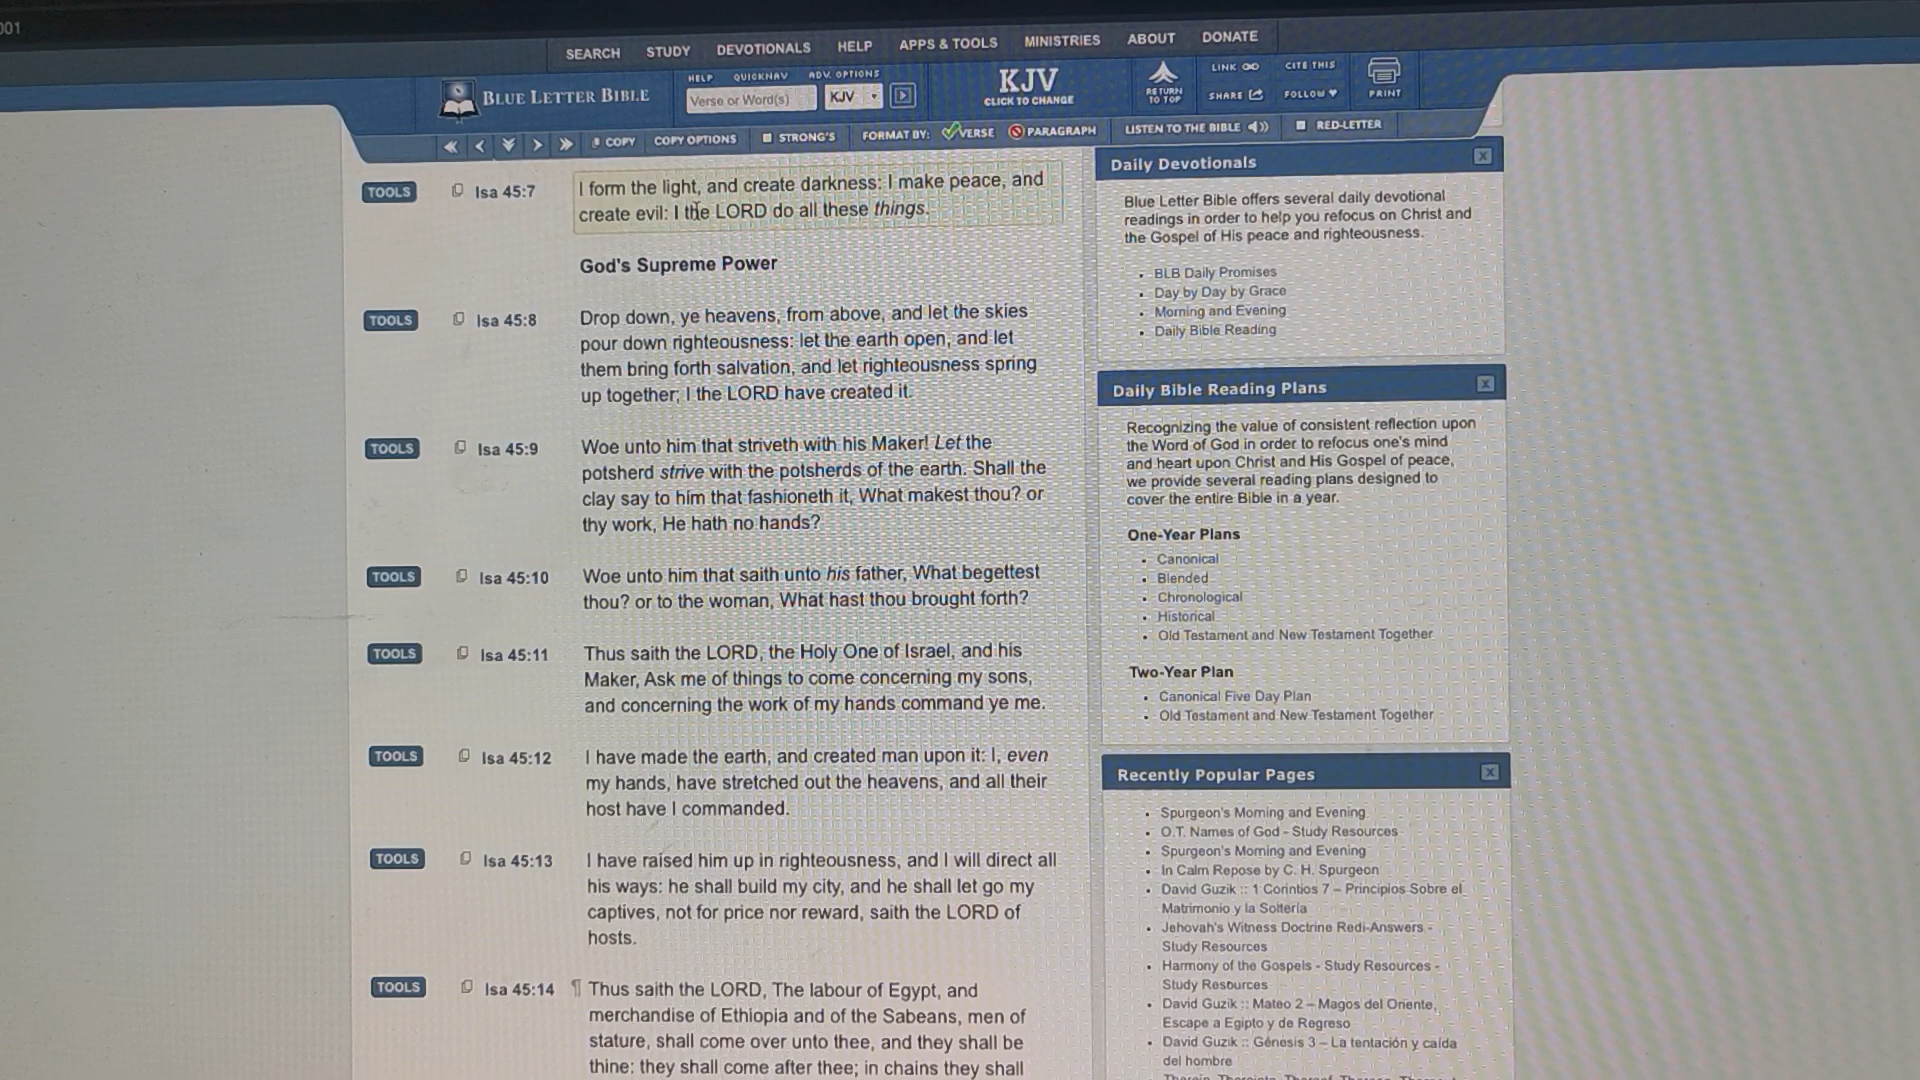 001
SEARCH STUDY DEVOTIONALS HELP APPS & TOOLS MINISTRIES ABOUT DONATE
BLUE LETTER BIBLE
HELP QUICKNAV ADV. OPTIONS
Verse or Word(s) KJV
KJV
CLICK TO CHANGE
RETURN
TO TOP
LINK CITE THIS
SHARE FOLLOW
PRINT
COPY COPY OPTIONS STRONG'S FORMAT BY: VERSE PARAGRAPH LISTEN TO THE BIBLE RED-LETTER
TOOLS Isa 45:7 I form the light, and create darkness: I make peace, and
create evil: I the LORD do all these things.
God's Supreme Power
TOOLS Isa 45:8 Drop down, ye heavens, from above, and let the skies
pour down righteousness: let the earth open, and let
them bring forth salvation, and let righteousness spring
up together; I the LORD have created it.
TOOLS Isa 45:9 Woe unto him that striveth with his Maker! Let the
potsherd strive with the potsherds of the earth. Shall the
clay say to him that fashioneth it, What makest thou? or
thy work, He hath no hands?
TOOLS Isa 45:10 Woe unto him that saith unto his father, What begettest
thou? or to the woman, What hast thou brought forth?
TOOLS Isa 45:11 Thus saith the LORD, the Holy One of Israel, and his
Maker, Ask me of things to come concerning my sons,
and concerning the work of my hands command ye me.
TOOLS Isa 45:12 I have made the earth, and created man upon it: I, even
my hands, have stretched out the heavens, and all their
host have I commanded.
TOOLS Isa 45:13 I have raised him up in righteousness, and I will direct all
his ways: he shall build my city, and he shall let go my
captives, not for price nor reward, saith the LORD of
hosts.
TOOLS Isa 45:14 ¶ Thus saith the LORD, The labour of Egypt, and
merchandise of Ethiopia and of the Sabeans, men of
stature, shall come over unto thee, and they shall be
thine: they shall come after thee; in chains they shall
Daily Devotionals x
Blue Letter Bible offers several daily devotional
readings in order to help you refocus on Christ and
the Gospel of His peace and righteousness.
• BLB Daily Promises
• Day by Day by Grace
• Morning and Evening
• Daily Bible Reading
Daily Bible Reading Plans x
Recognizing the value of consistent reflection upon
the Word of God in order to refocus one's mind
and heart upon Christ and His Gospel of peace,
we provide several reading plans designed to
cover the entire Bible in a year.
One-Year Plans
• Canonical
• Blended
• Chronological
• Historical
• Old Testament and New Testament Together
Two-Year Plan
• Canonical Five Day Plan
• Old Testament and New Testament Together
Recently Popular Pages x
• Spurgeon's Morning and Evening
• O.T. Names of God - Study Resources
• Spurgeon's Morning and Evening
• In Calm Repose by C. H. Spurgeon
• David Guzik :: 1 Corintios 7 – Principios Sobre el
Matrimonio y la Soltería
• Jehovah's Witness Doctrine Redi-Answers -
Study Resources
• Harmony of the Gospels - Study Resources -
Study Resources
• David Guzik :: Mateo 2 – Magos del Oriente,
Escape a Egipto y de Regreso
• David Guzik :: Génesis 3 – La tentación y caída
del hombre